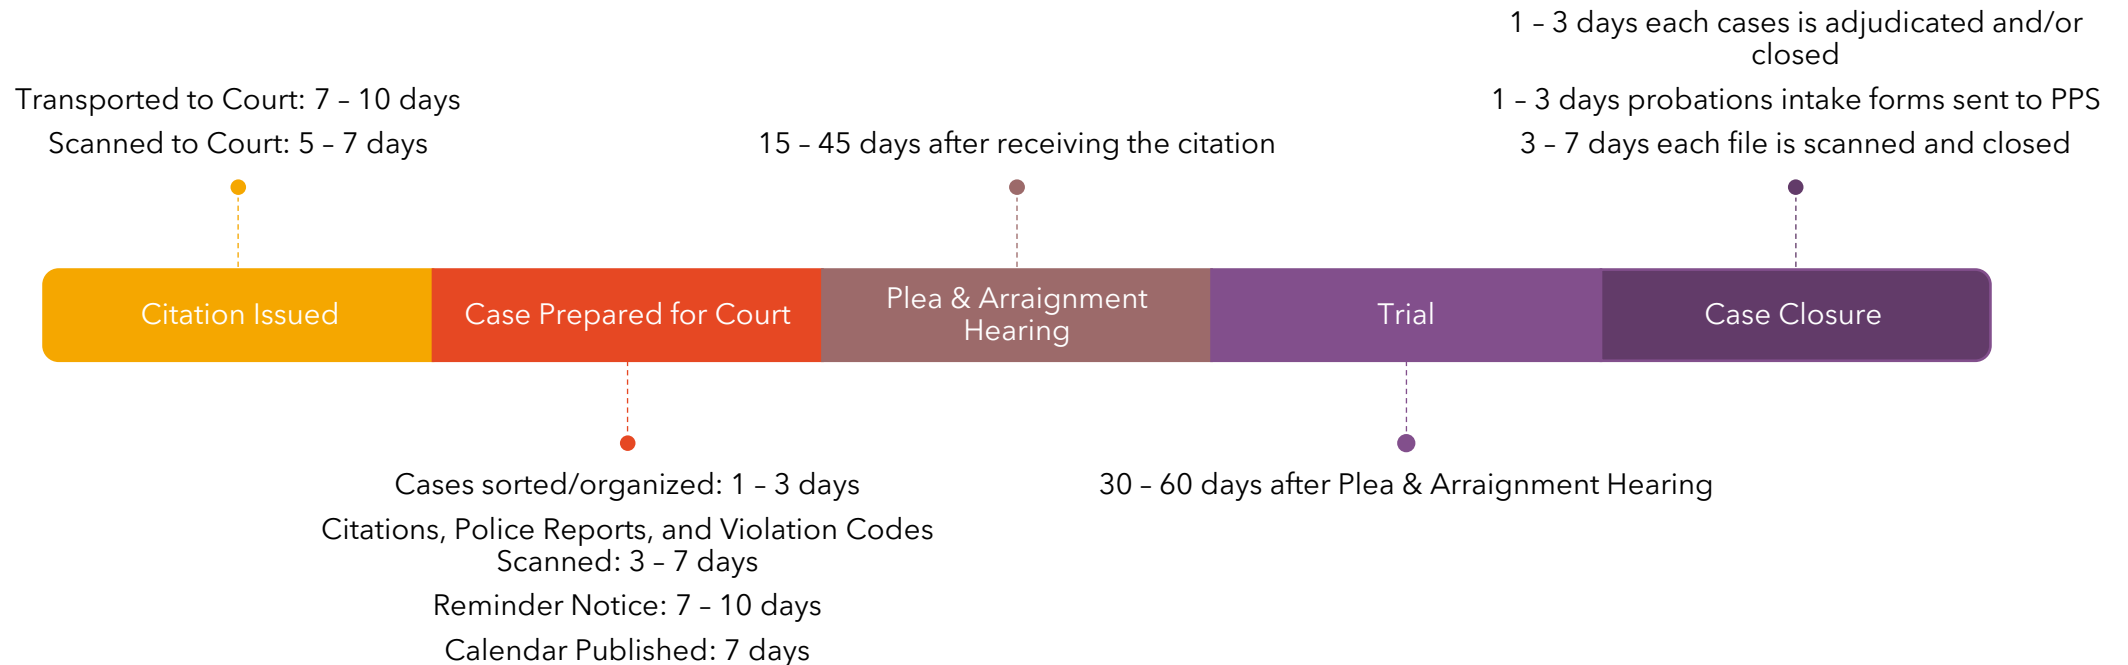 1 – 3 days each cases is adjudicated and/or
closed
1 – 3 days probations intake forms sent to PPS
3 – 7 days each file is scanned and closed
Transported to Court: 7 – 10 days
Scanned to Court: 5 – 7 days
15 – 45 days after receiving the citation
Citation Issued
Case Prepared for Court
Plea & Arraignment
Hearing
Trial
Case Closure
Cases sorted/organized: 1 – 3 days
Citations, Police Reports, and Violation Codes
Scanned: 3 – 7 days
Reminder Notice: 7 – 10 days
Calendar Published: 7 days
30 – 60 days after Plea & Arraignment Hearing